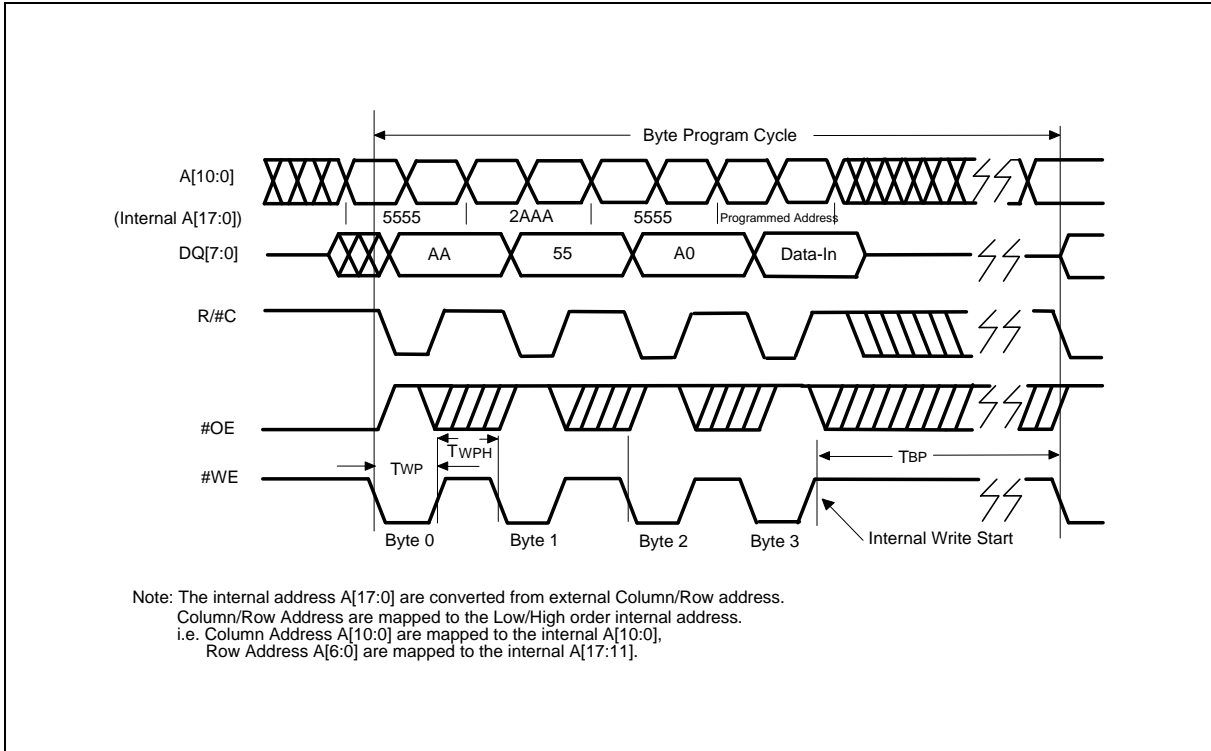 Byte Program Cycle
A[10:0]
(Internal A[17:0])
5555
2AAA
5555
Programmed Address
DQ[7:0]
AA
55
A0
Data-In
R/#C
#OE
TWPH
TWP
TBP
#WE
Byte 0
Byte 1
Byte 2
Byte 3
Internal Write Start
Note: The internal address A[17:0] are converted from external Column/Row address.
Column/Row Address are mapped to the Low/High order internal address.
i.e. Column Address A[10:0] are mapped to the internal A[10:0],
Row Address A[6:0] are mapped to the internal A[17:11].